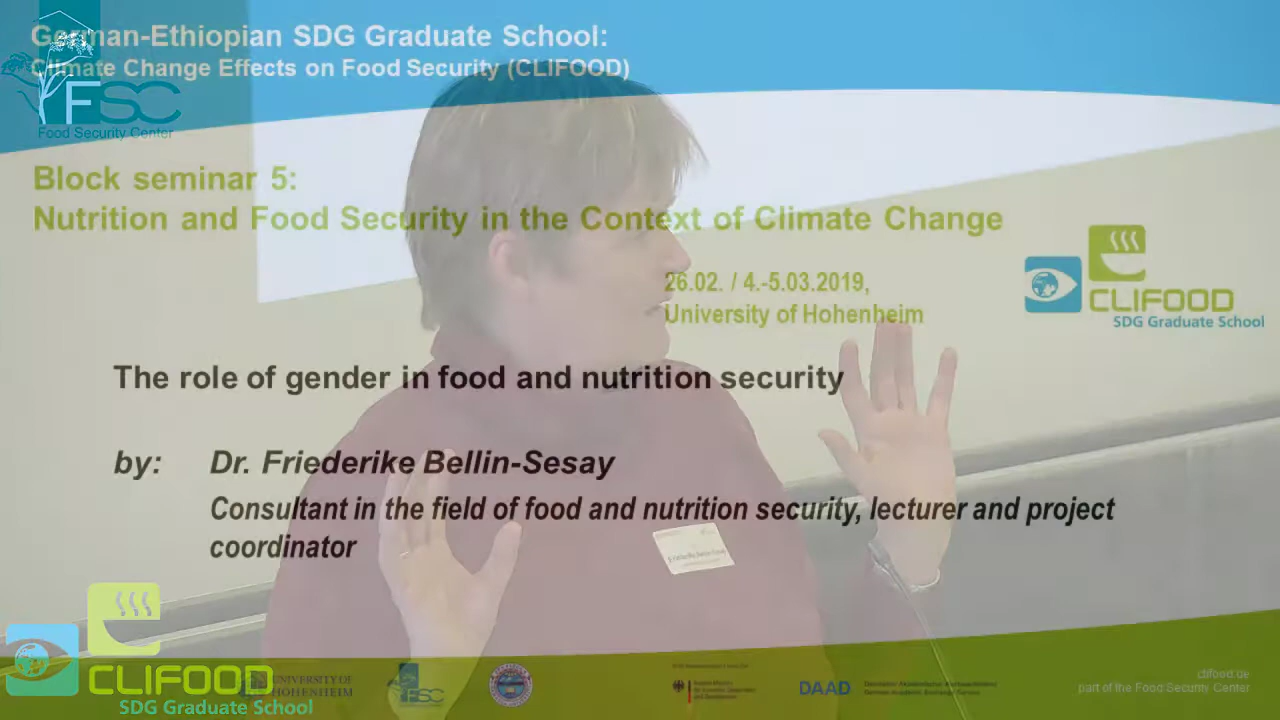 German-Ethiopian SDG Graduate School:
Climate Change Effects on Food Security (CLIFOOD)
FSC
Food Security Center
Block seminar 5:
Nutrition and Food Security in the Context of Climate Change
26.02. / 4.-5.03.2019,
University of Hohenheim
CLIFOOD
SDG Graduate School
The role of gender in food and nutrition security
by: Dr. Friederike Bellin-Sesay
Consultant in the field of food and nutrition security, lecturer and project
coordinator
CLIFOOD
SDG Graduate School
UNIVERSITY OF
HOHENHEIM
FSC
DAAD
clifood.de
part of the Food Security Center